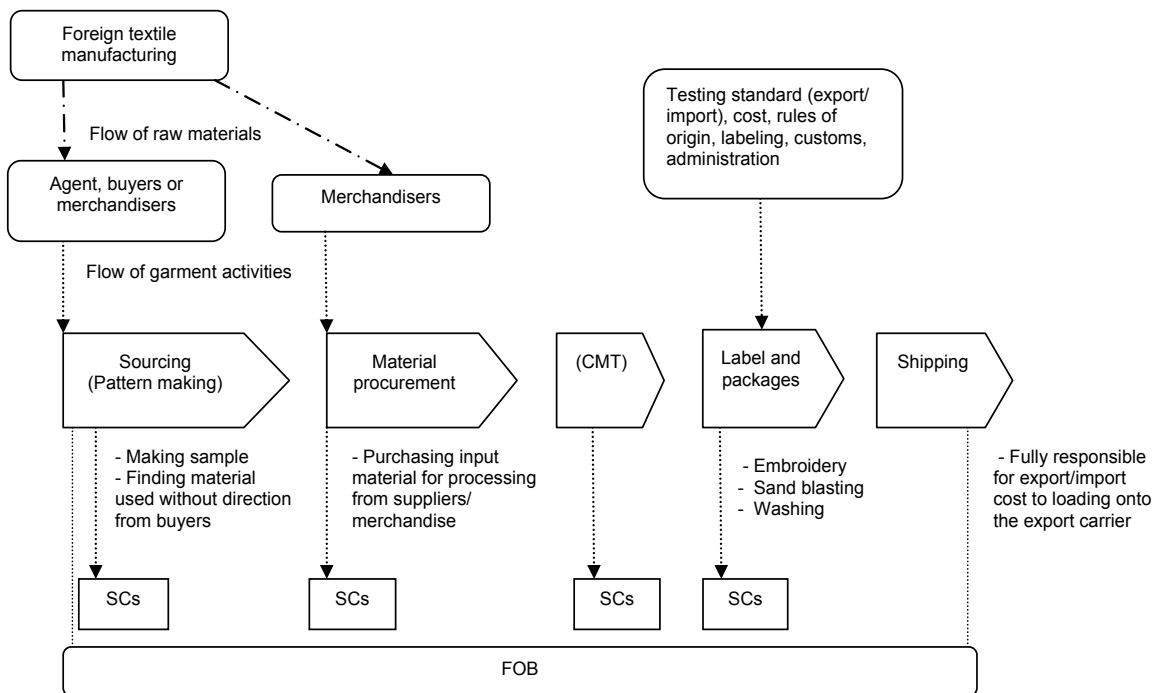 Foreign textile
manufacturing
Flow of raw materials
Testing standard (export/
import), cost, rules of
origin, labeling, customs,
administration
Agent, buyers or
merchandisers
Merchandisers
Flow of garment activities
Sourcing
(Pattern making)
Material
procurement
(CMT)
Label and
packages
Shipping
- Making sample
- Finding material
used without direction
from buyers
- Purchasing input
material for processing
from suppliers/
merchandise
- Embroidery
- Sand blasting
- Washing
- Fully responsible
for export/import
cost to loading onto
the export carrier
SCs
SCs
SCs
SCs
FOB